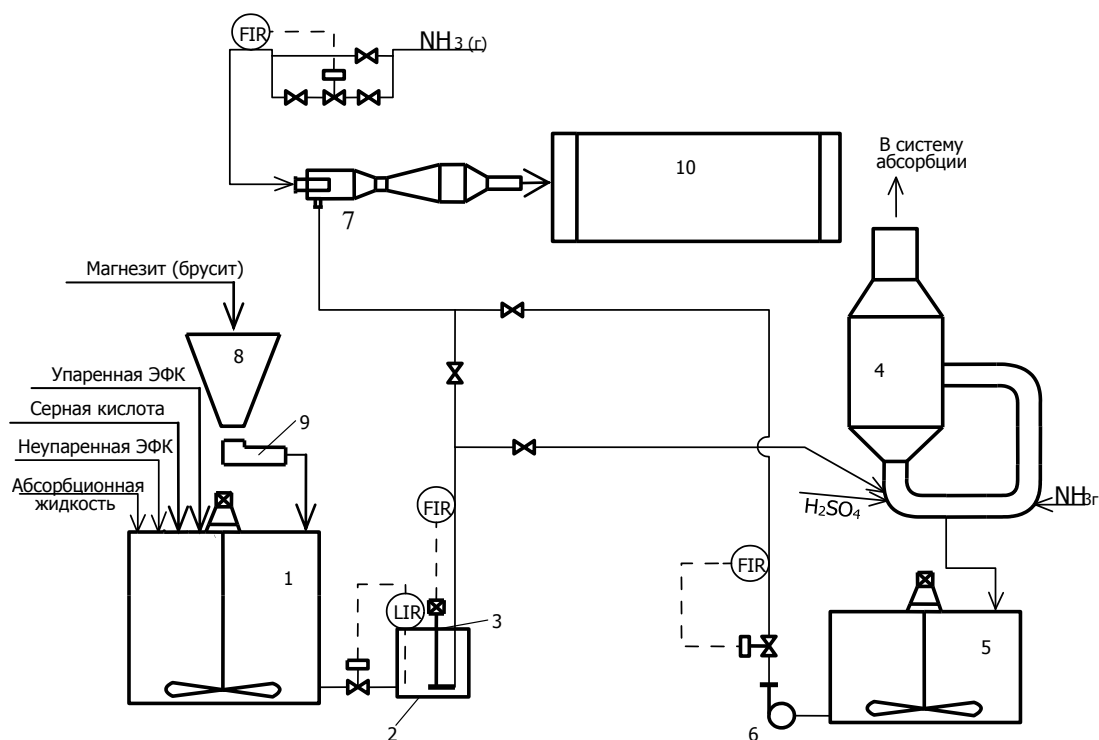 FIR
NH3 (г)
В систему
абсорбции
10
7
Магнезит (брусит)
8
4
Упаренная ЭФК
Серная кислота
9
Неупаренная ЭФК
Абсорбционная
жидкость
FIR
H2SO4
NH3г
1
FIR
LIR
3
5
2
6